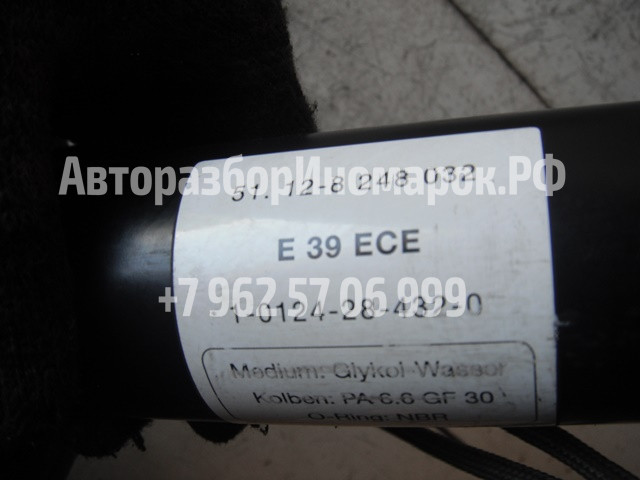 АвторазборИномарок.РФ
51. 12-8 248 032
E 39 ECE
+7 962 57 06 999
1-0124-28-432-0
Medium: Glykol-Wasser
Kolben: PA 6.6 GF 30
O-Ring: NBR